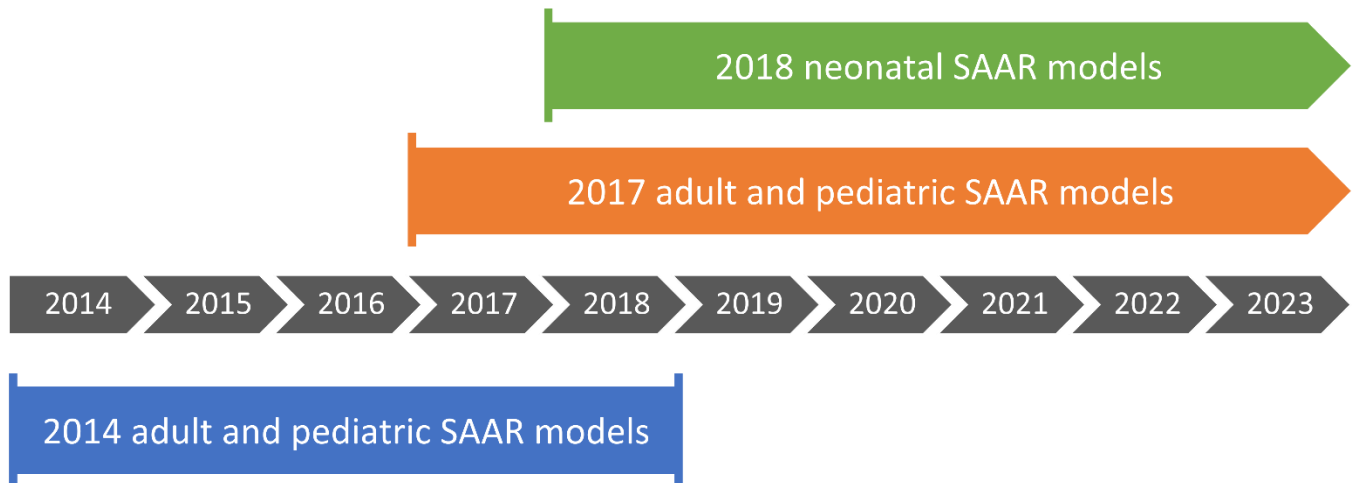 2018 neonatal SAAR models
2017 adult and pediatric SAAR models
2014 2015 2016 2017 2018 2019 2020 2021 2022 2023
2014 adult and pediatric SAAR models